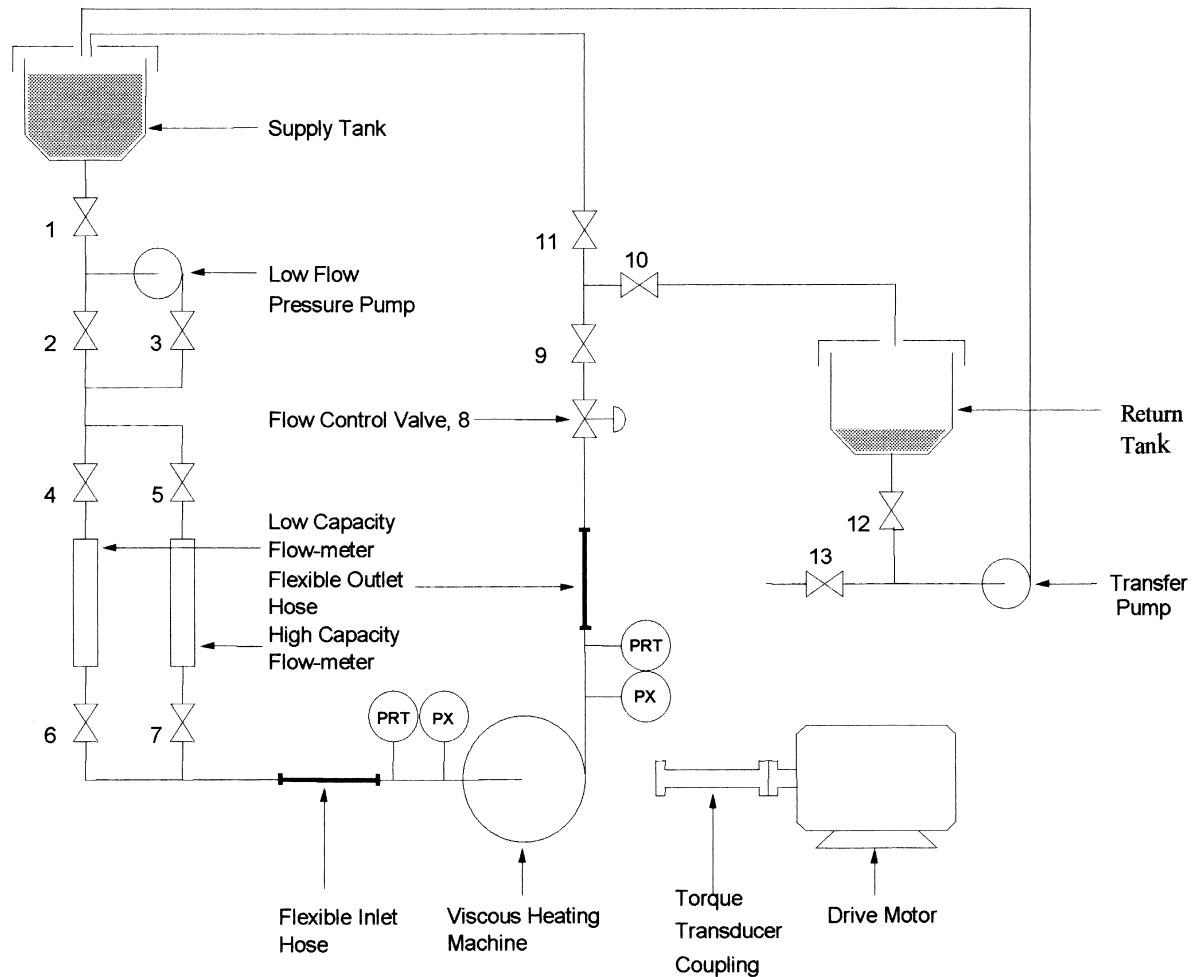 Supply Tank
1
11
10
Low Flow
Pressure Pump
2
3
9
Flow Control Valve, 8
Return
Tank
4
5
12
Low Capacity
Flow-meter
Flexible Outlet
Hose
High Capacity
Flow-meter
13
Transfer
Pump
PRT
PX
6
7
PRT
PX
Flexible Inlet
Hose
Viscous Heating
Machine
Torque
Transducer
Coupling
Drive Motor